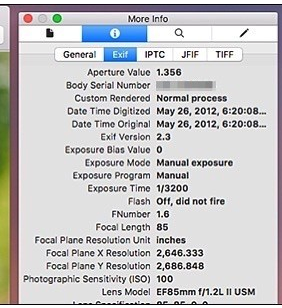 More Info
General Exif IPTC JFIF TIFF
Aperture Value 1.356
Body Serial Number
Custom Rendered Normal process
Date Time Digitized May 26, 2012, 6:20:08...
Date Time Original May 26, 2012, 6:20:08...
Exif Version 2.3
Exposure Bias Value 0
Exposure Mode Manual exposure
Exposure Program Manual
Exposure Time 1/3200
Flash Off, did not fire
FNumber 1.6
Focal Length 85
Focal Plane Resolution Unit inches
Focal Plane X Resolution 2,646.333
Focal Plane Y Resolution 2,686.848
Photographic Sensitivity (ISO) 100
Lens Model EF85mm f/1.2L II USM